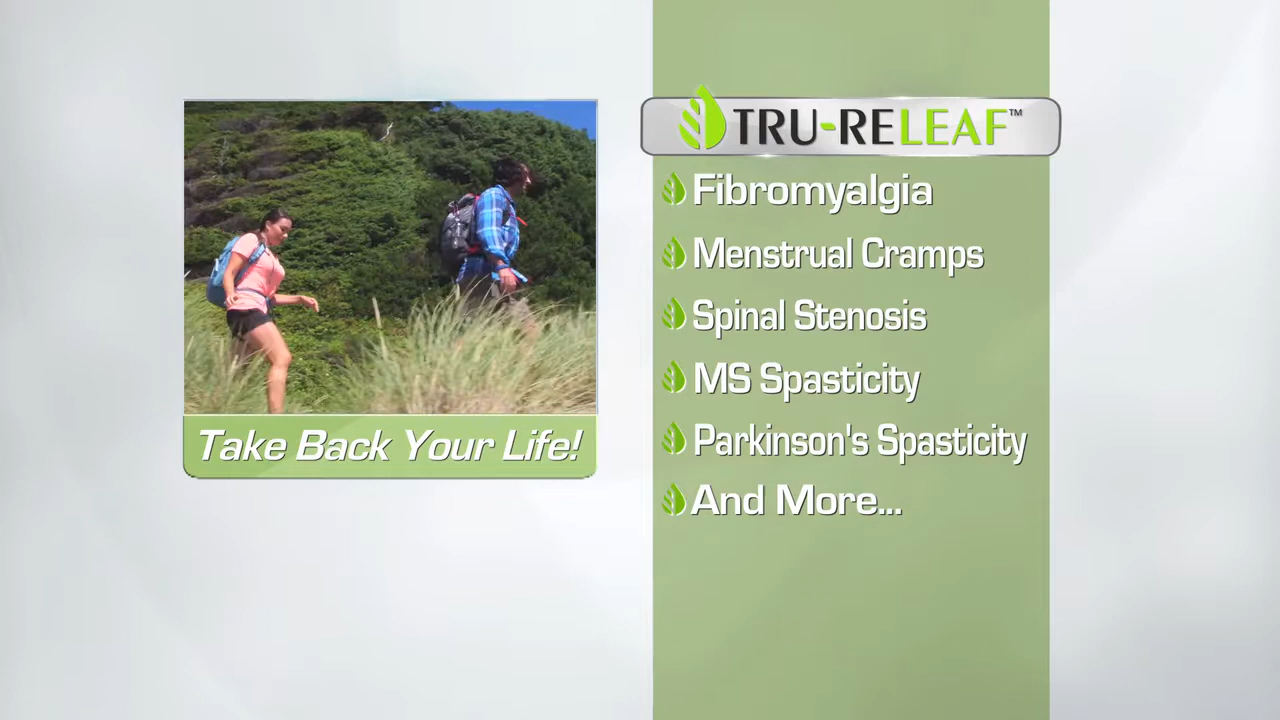 Take Back Your Life!
TRU-RELEAF™
Fibromyalgia
Menstrual Cramps
Spinal Stenosis
MS Spasticity
Parkinson's Spasticity
And More...